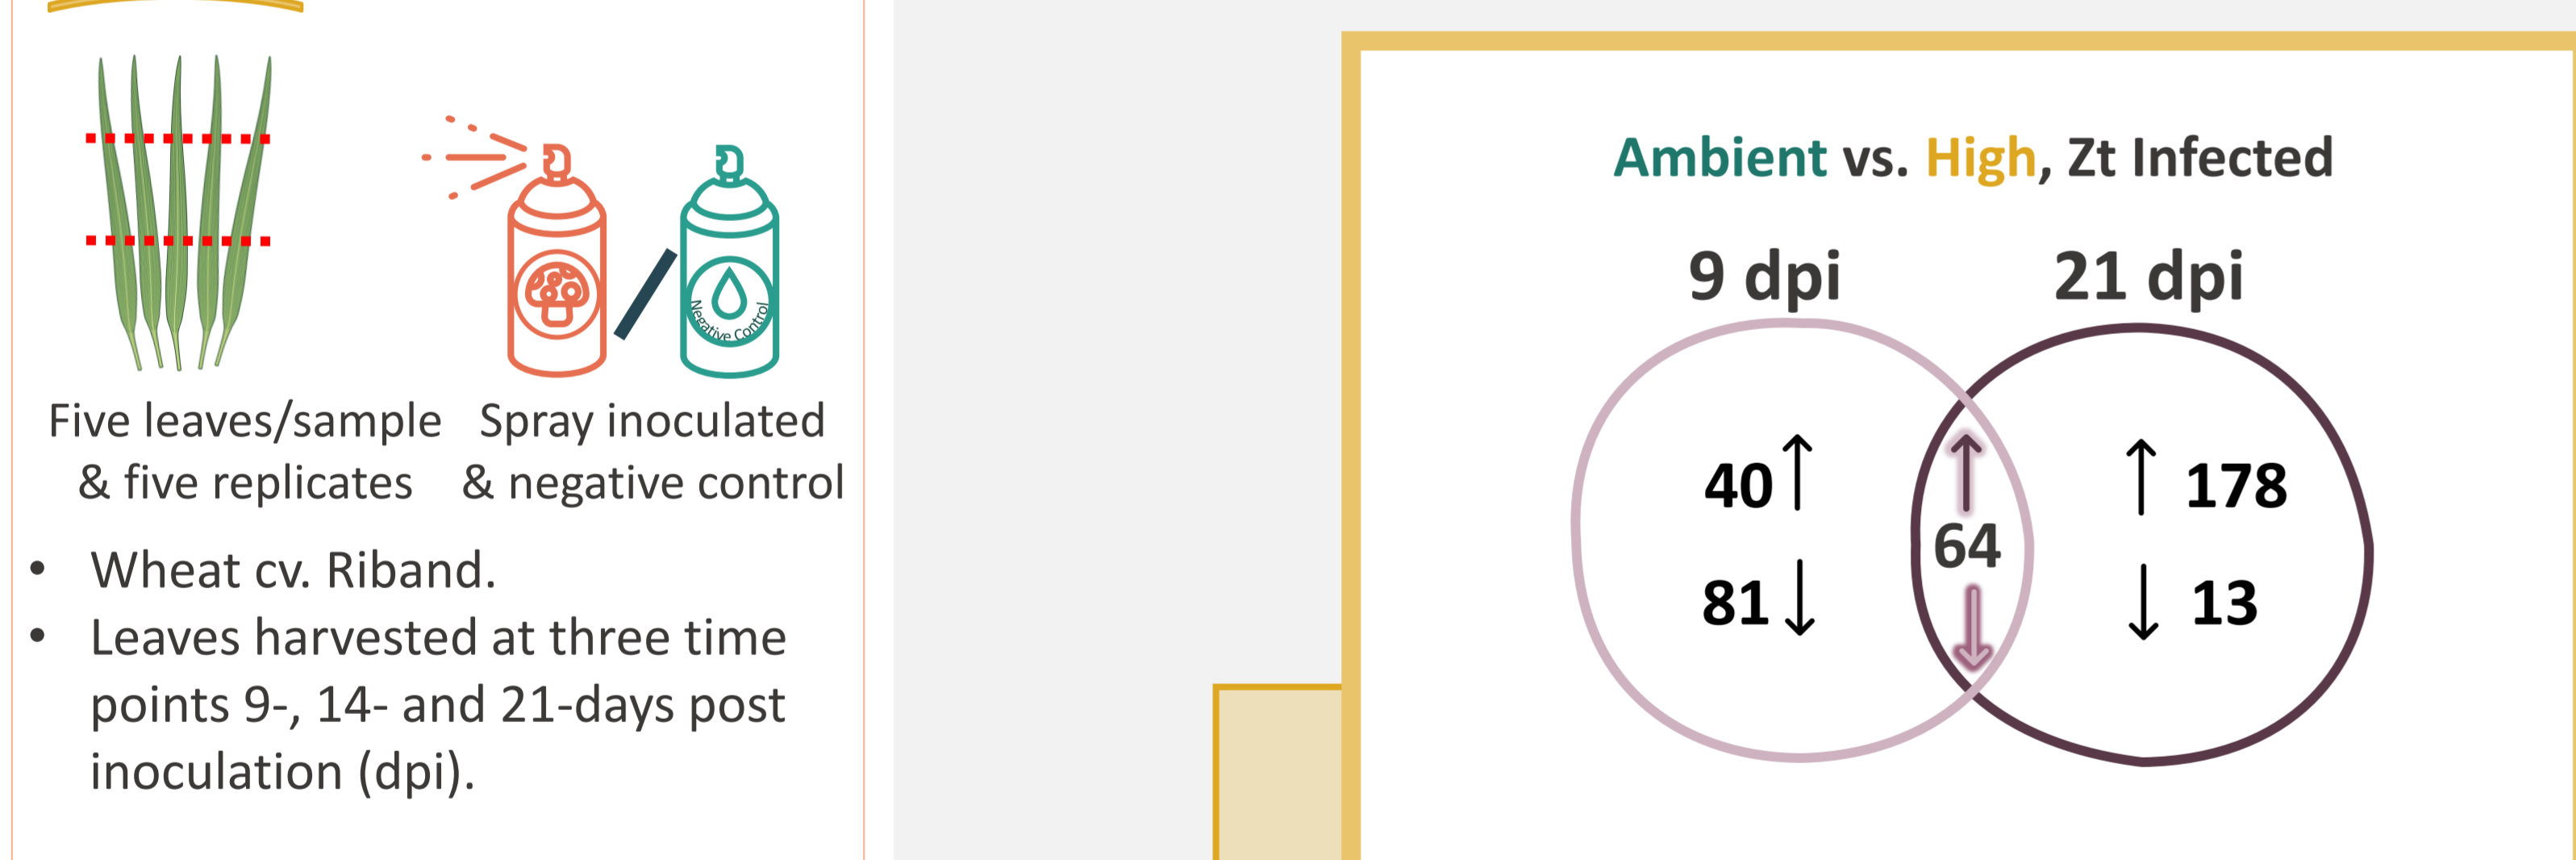 Negative Control
Five leaves/sample
& five replicates
Spray inoculated
& negative control
• Wheat cv. Riband.
• Leaves harvested at three time
points 9-, 14- and 21-days post
inoculation (dpi).
Ambient vs. High, Zt Infected
9 dpi
21 dpi
40↑
↑ 178
64
81↓
↓ 13